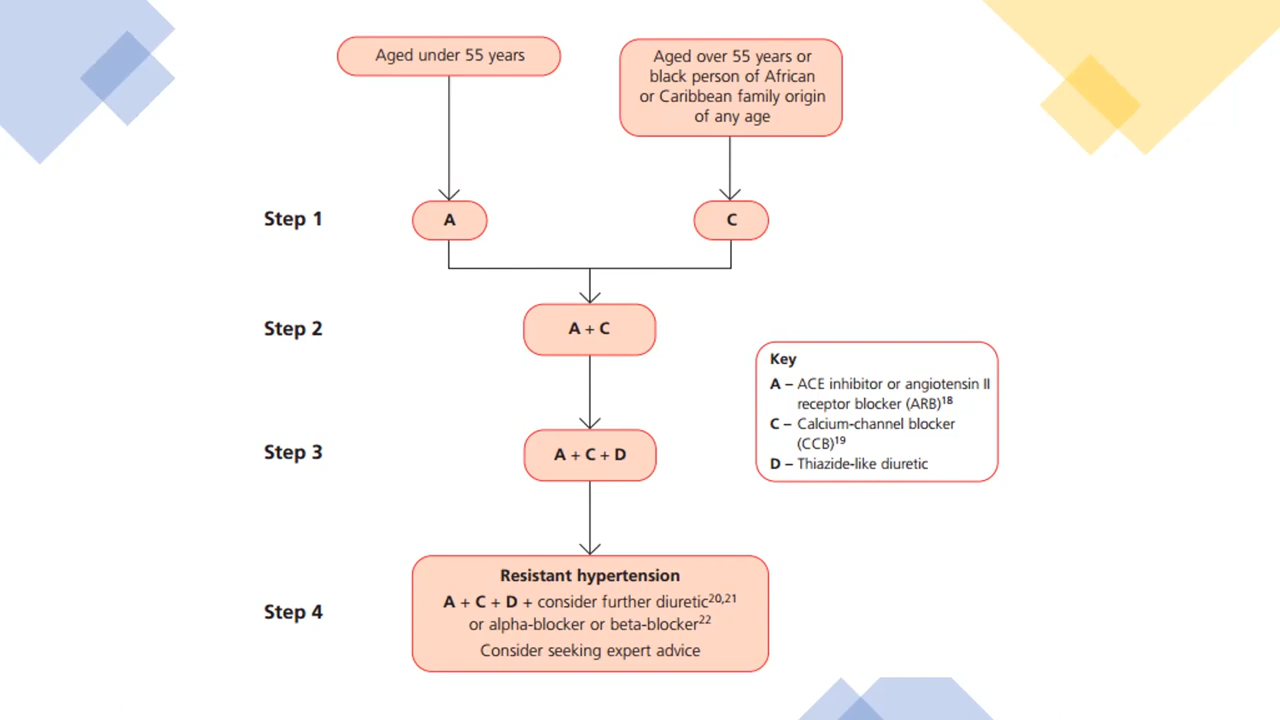 Aged under 55 years
Aged over 55 years or
black person of African
or Caribbean family origin
of any age
Step 1
A
C
Step 2
A + C
Key
A – ACE inhibitor or angiotensin II
receptor blocker (ARB)18
C – Calcium-channel blocker
(CCB)19
D – Thiazide-like diuretic
Step 3
A + C + D
Step 4
Resistant hypertension
A + C + D + consider further diuretic20,21
or alpha-blocker or beta-blocker22
Consider seeking expert advice